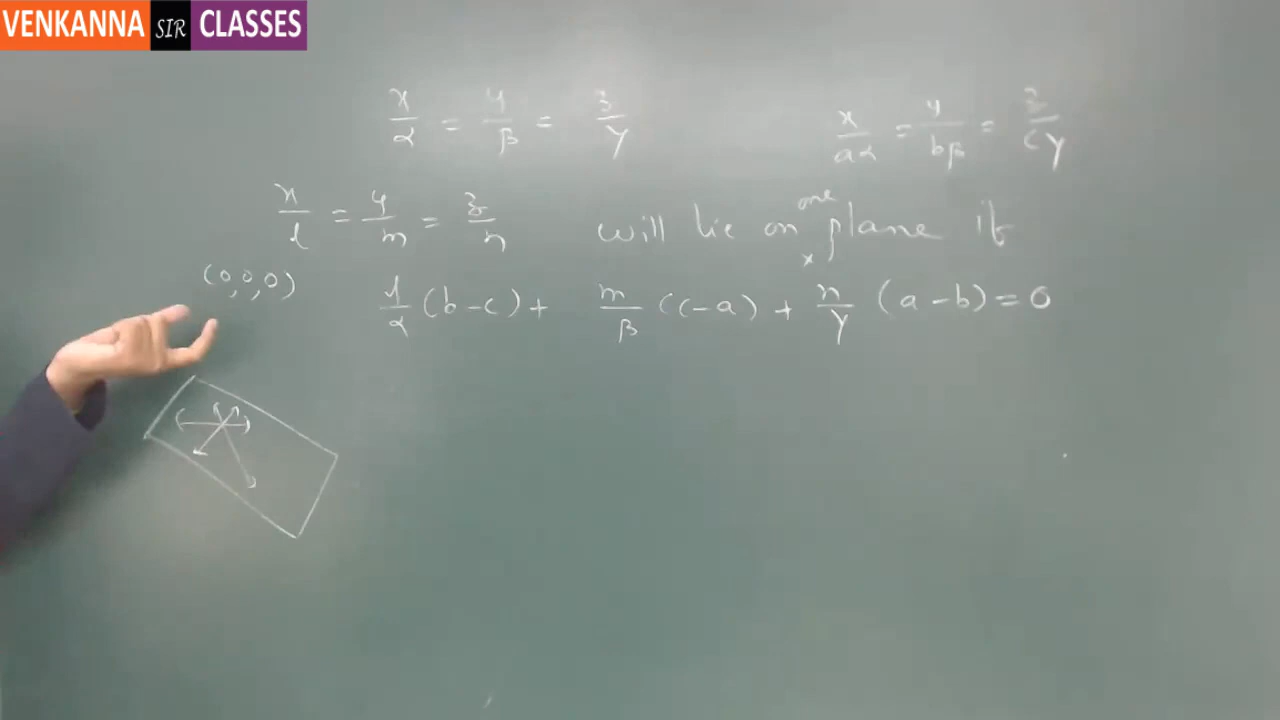 VENKANNA SIR CLASSES
x/α = y/β = z/γ x/aα = y/bβ = z/cγ
x/l = y/m = z/n will lie on one plane if
(0,0,0)
l/α (b-c) + m/β (c-a) + n/γ (a-b) = 0